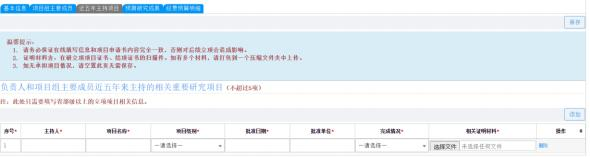 基本信息 项目组主要成员 近五年主持项目 预期研究成果 经费预算明细
保存
温馨提示：
1. 请务必保证在线填写信息和项目申请书内容完全一致，否则对后续立项会造成影响。
2. 证明材料含：在研立项项目证书、结项证书的扫描件。如有多个材料，请打包到一个压缩文件夹中上传。
3. 如无承担项目情况，请空置此页无需保存。
负责人和项目组主要成员近五年来主持的相关重要研究项目（不超过5项）
注：此处只需要填写省部级以上的立项项目相关信息。
添加
序号* 主持人* 项目名称* 项目级别* 批准日期* 批准单位* 完成情况* 相关证明材料* 操作
1 --请选择-- --请选择-- 选择文件 未选择任何文件 删除